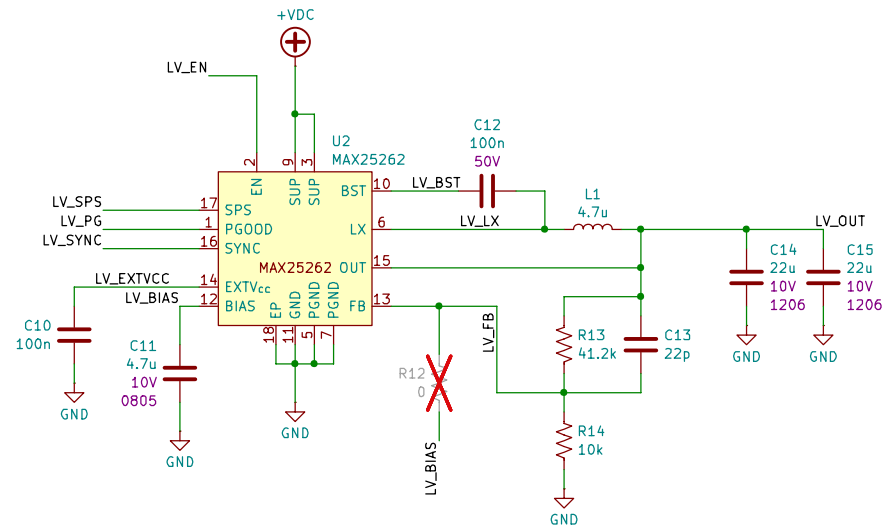 +VDC
LV_EN
U2
MAX25262
C12
100n
50V
2
9
3
EN
SUP
SUP
BST
10
LV_BST
LV_SPS
17
SPS
L1
4.7u
LV_PG
1
PGOOD
LX
6
LV_LX
LV_OUT
LV_SYNC
16
SYNC
MAX25262
OUT
15
C14
22u
10V
1206
C15
22u
10V
1206
LV_EXTVCC
14
EXTVcc
LV_BIAS
12
BIAS
FB
13
EP
GND
PGND
PGND
18
11
5
7
C10
100n
C11
4.7u
10V
0805
LV_FB
R13
41.2k
C13
22p
GND
GND
R12
0
GND
GND
GND
R14
10k
LV_BIAS
GND